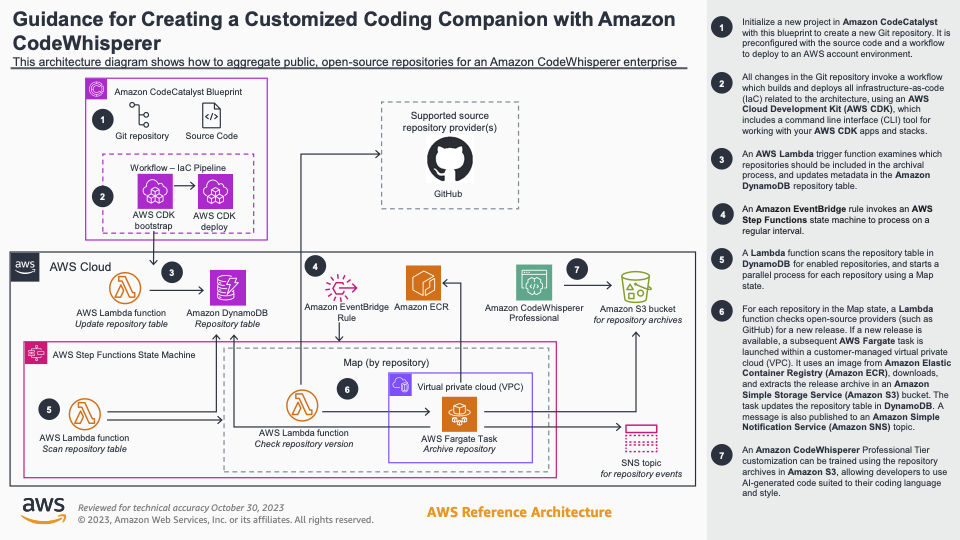 Guidance for Creating a Customized Coding Companion with Amazon
CodeWhisperer
This architecture diagram shows how to aggregate public, open-source repositories for an Amazon CodeWhisperer enterprise
Amazon CodeCatalyst Blueprint
1
Git repository
Source Code
Workflow – IaC Pipeline
2
AWS CDK
bootstrap
AWS CDK
deploy
Supported source
repository provider(s)
GitHub
aws
AWS Cloud
3
AWS Lambda function
Update repository table
Amazon DynamoDB
Repository table
4
Amazon EventBridge
Rule
Amazon ECR
Amazon CodeWhisperer
Professional
7
Amazon S3 bucket
for repository archives
AWS Step Functions State Machine
Map (by repository)
5
AWS Lambda function
Scan repository table
6
AWS Lambda function
Check repository version
Virtual private cloud (VPC)
AWS Fargate Task
Archive repository
SNS topic
for repository events
aws
Reviewed for technical accuracy October 30, 2023
© 2023, Amazon Web Services, Inc. or its affiliates. All rights reserved.
AWS Reference Architecture
1
Initialize a new project in Amazon CodeCatalyst
with this blueprint to create a new Git repository. It is
preconfigured with the source code and a workflow
to deploy to an AWS account environment.
2
All changes in the Git repository invoke a workflow
which builds and deploys all infrastructure-as-code
(IaC) related to the architecture, using an AWS
Cloud Development Kit (AWS CDK), which
includes a command line interface (CLI) tool for
working with your AWS CDK apps and stacks.
3
An AWS Lambda trigger function examines which
repositories should be included in the archival
process, and updates metadata in the Amazon
DynamoDB repository table.
4
An Amazon EventBridge rule invokes an AWS
Step Functions state machine to process on a
regular interval.
5
A Lambda function scans the repository table in
DynamoDB for enabled repositories, and starts a
parallel process for each repository using a Map
state.
6
For each repository in the Map state, a Lambda
function checks open-source providers (such as
GitHub) for a new release. If a new release is
available, a subsequent AWS Fargate task is
launched within a customer-managed virtual private
cloud (VPC). It uses an image from Amazon Elastic
Container Registry (Amazon ECR), downloads,
and extracts the release archive in an Amazon
Simple Storage Service (Amazon S3) bucket. The
task updates the repository table in DynamoDB. A
message is also published to an Amazon Simple
Notification Service (Amazon SNS) topic.
7
An Amazon CodeWhisperer Professional Tier
customization can be trained using the repository
archives in Amazon S3, allowing developers to use
AI-generated code suited to their coding language
and style.